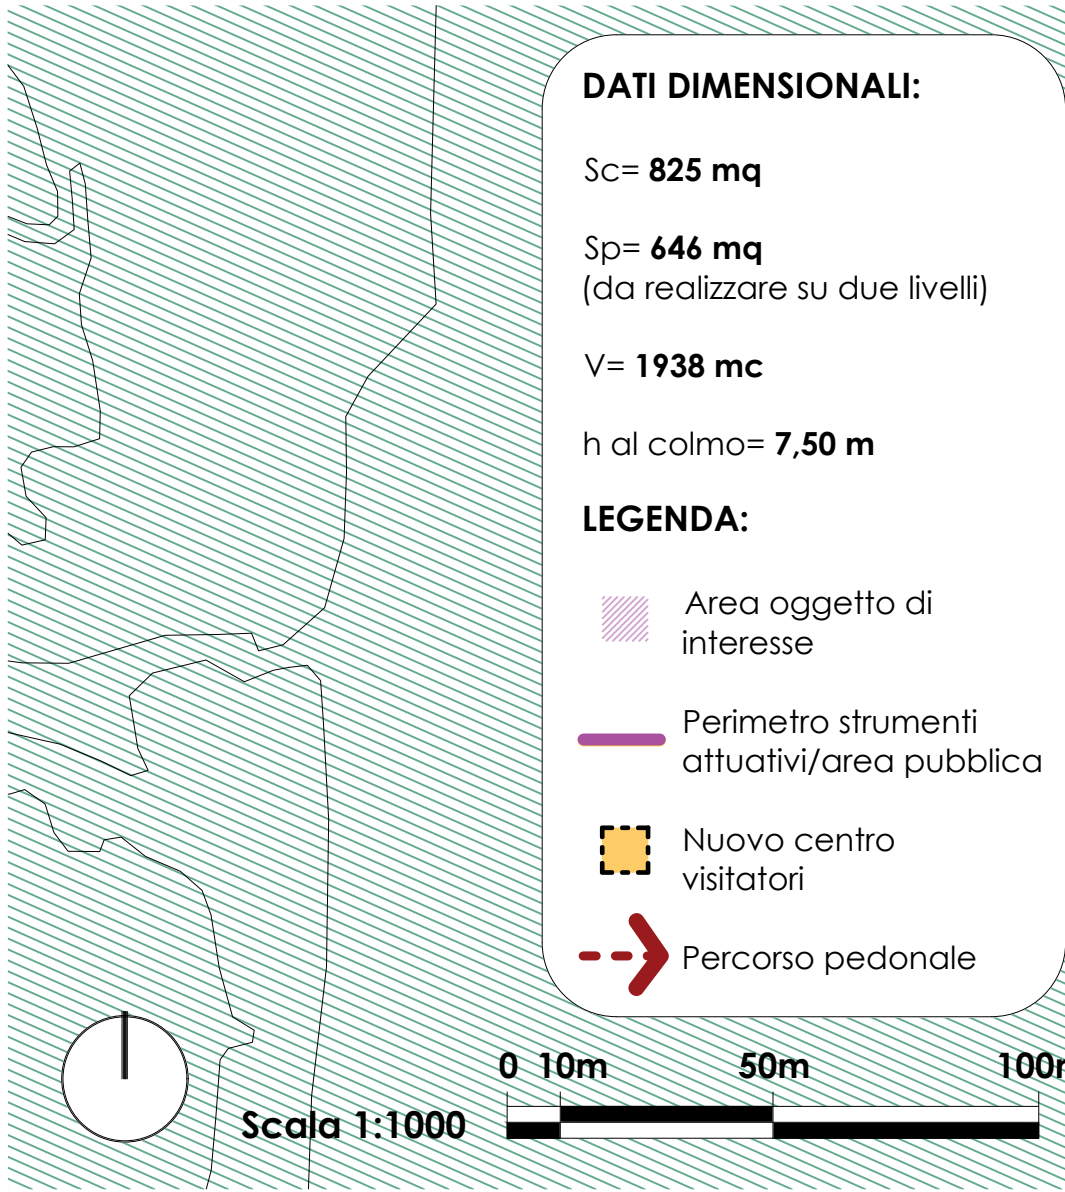 DATI DIMENSIONALI:
Sc= 825 mq
Sp= 646 mq
(da realizzare su due livelli)
V= 1938 mc
h al colmo= 7,50 m
LEGENDA:
Area oggetto di
interesse
Perimetro strumenti
attuativi/area pubblica
Nuovo centro
visitatori
Percorso pedonale
0 10m 50m 100m
Scala 1:1000